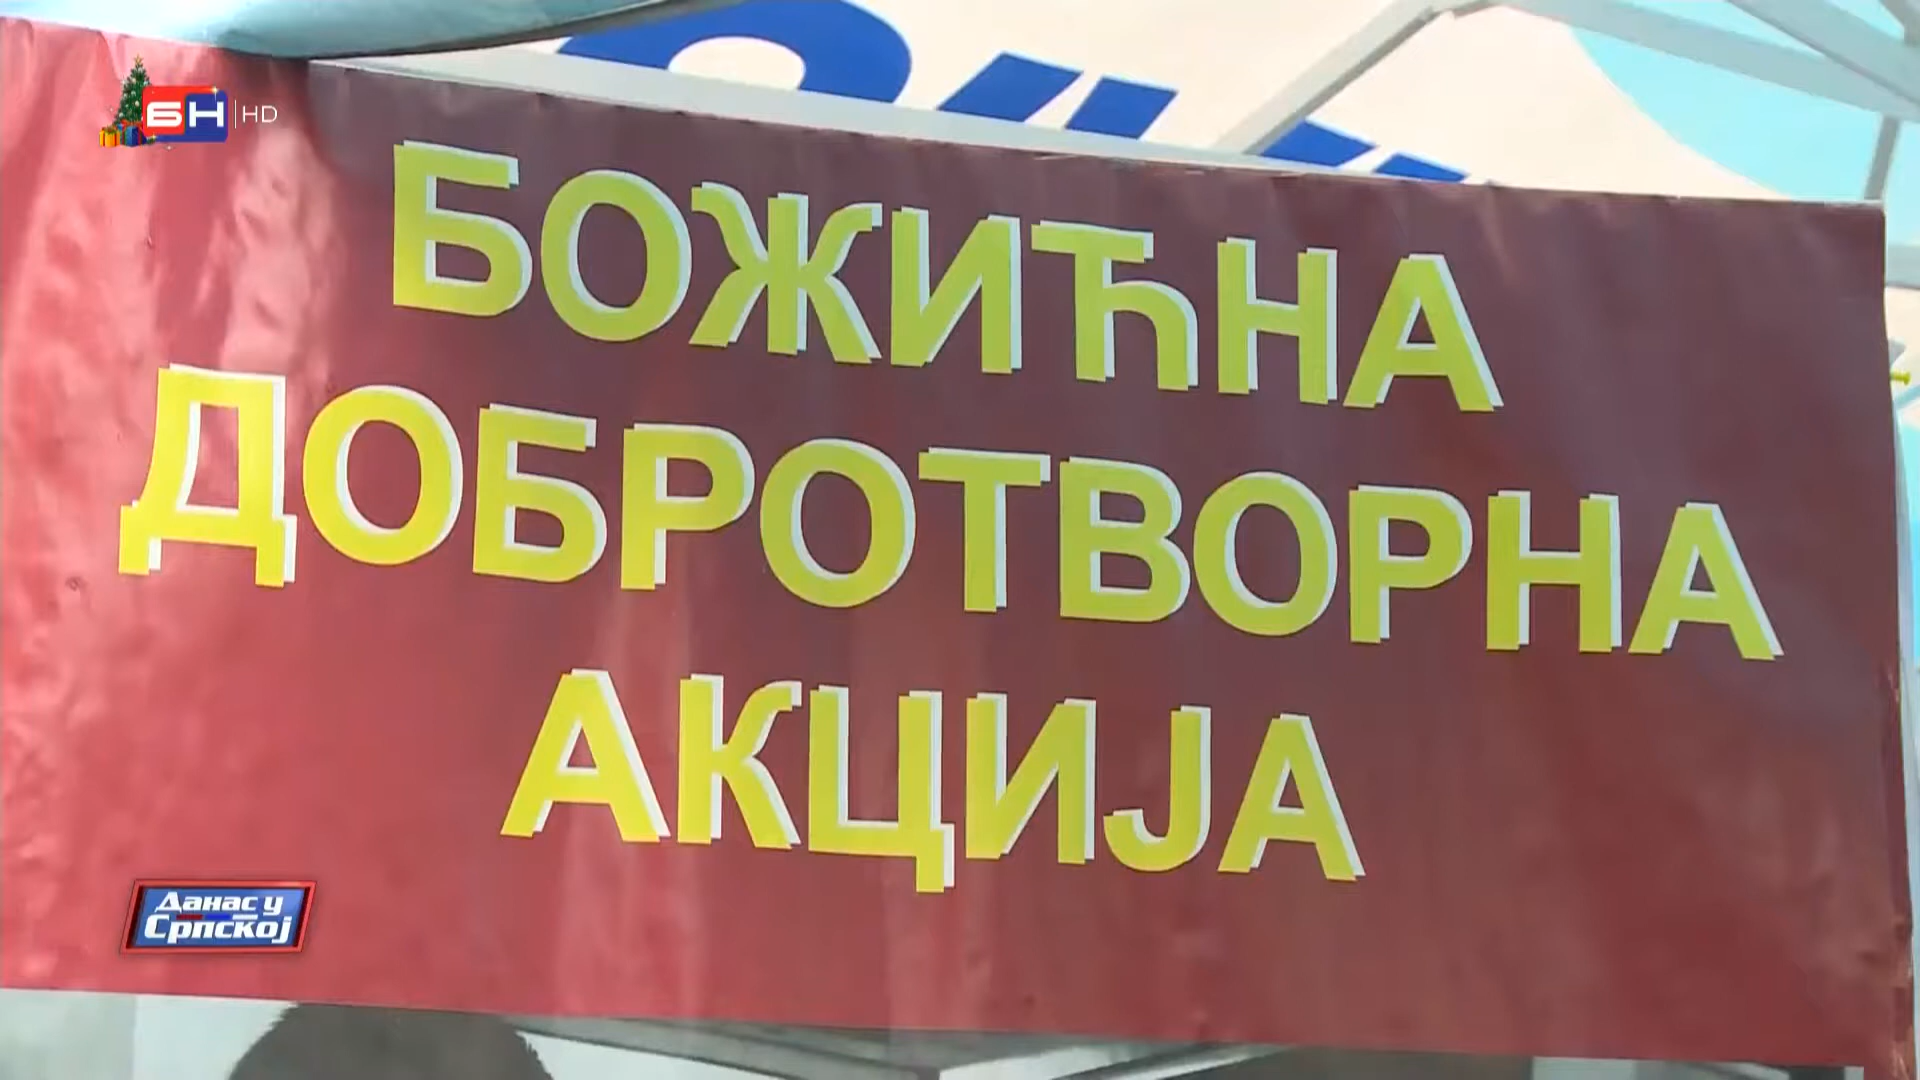 БН HD
БОЖИЋНА
ДОБРОТВОРНА
АКЦИЈА
Данас у
Српској